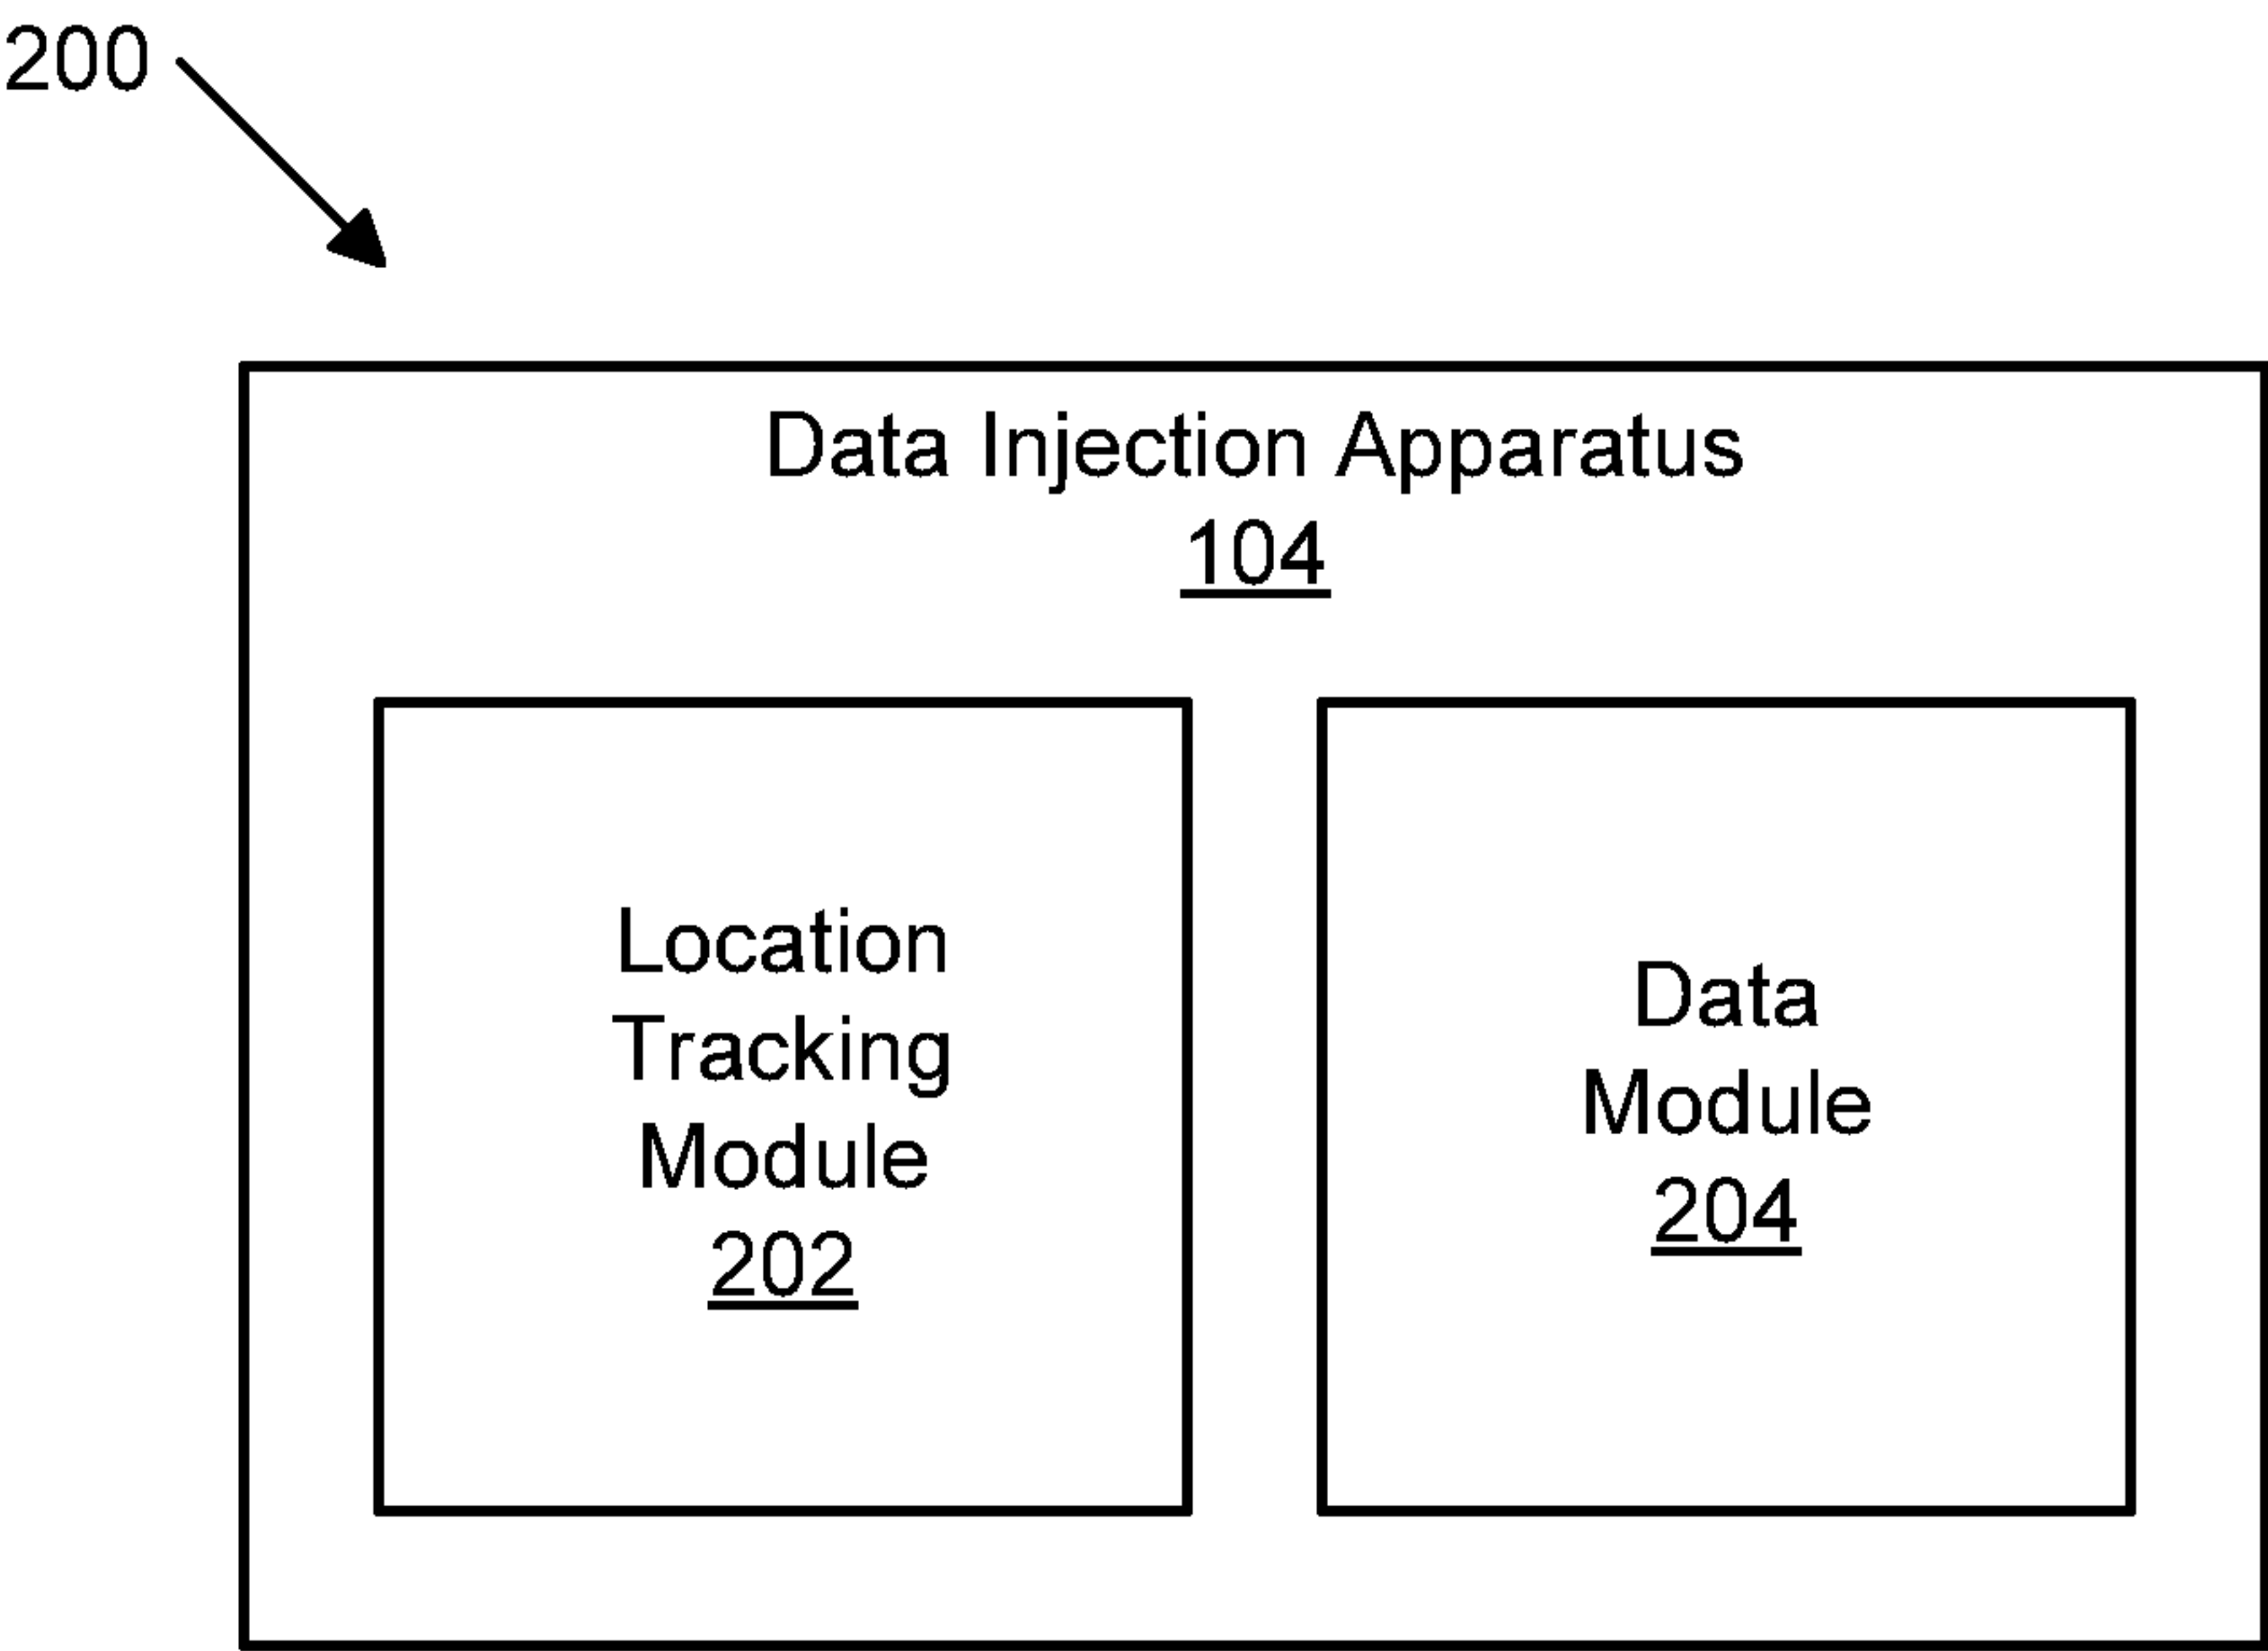 200
Data Injection Apparatus
104
Location
Tracking
Module
202
Data
Module
204